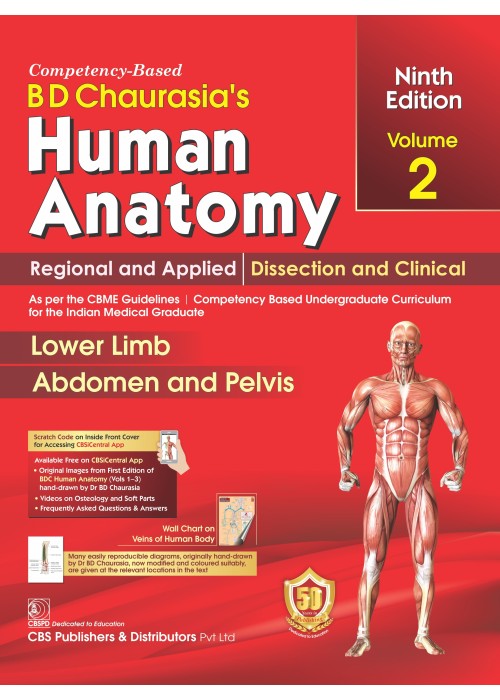 Competency-Based
B D Chaurasia's
Human
Anatomy
Ninth
Edition
Volume
2
Regional and Applied | Dissection and Clinical
As per the CBME Guidelines | Competency Based Undergraduate Curriculum
for the Indian Medical Graduate
Lower Limb
Abdomen and Pelvis
Scratch Code on Inside Front Cover
for Accessing CBSiCentral App
Available Free on CBSiCentral App
• Original Images from First Edition of
BDC Human Anatomy (Vols 1–3)
hand-drawn by Dr BD Chaurasia
• Videos on Osteology and Soft Parts
• Frequently Asked Questions & Answers
Wall Chart on
Veins of Human Body
Many easily reproducible diagrams, originally hand-drawn
by Dr BD Chaurasia, now modified and coloured suitably,
are given at the relevant locations in the text
50
Dedicated to Education
CBSPD Dedicated to Education
CBS Publishers & Distributors Pvt Ltd